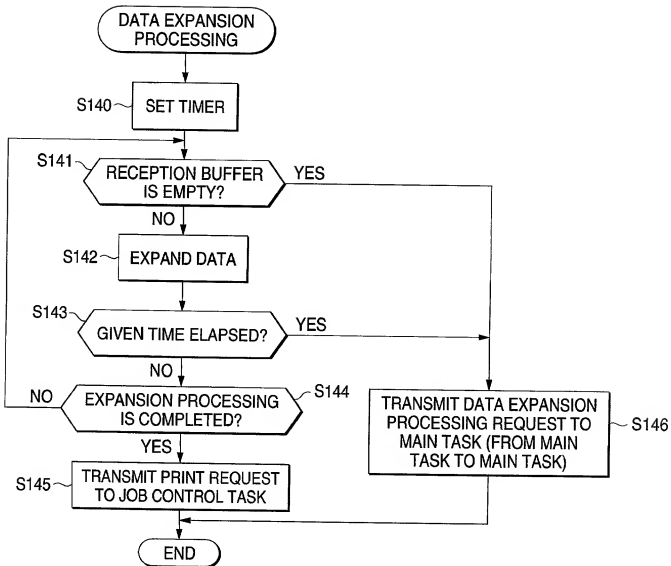 DATA EXPANSION
PROCESSING
S140
SET TIMER
S141
RECEPTION BUFFER
IS EMPTY?
YES
NO
S142
EXPAND DATA
S143
GIVEN TIME ELAPSED?
YES
NO
NO
EXPANSION PROCESSING
IS COMPLETED?
S144
YES
TRANSMIT DATA EXPANSION
PROCESSING REQUEST TO
MAIN TASK (FROM MAIN
TASK TO MAIN TASK)
S146
S145
TRANSMIT PRINT REQUEST
TO JOB CONTROL TASK
END